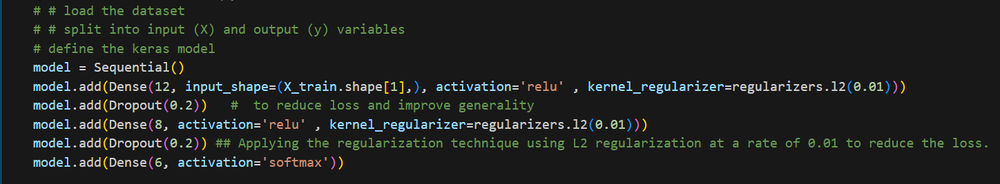 # # load the dataset
# # split into input (X) and output (y) variables
# define the keras model
model = Sequential()
model.add(Dense(12, input_shape=(X_train.shape[1],), activation='relu' , kernel_regularizer=regularizers.l2(0.01)))
model.add(Dropout(0.2))   #  to reduce loss and improve generality
model.add(Dense(8, activation='relu' , kernel_regularizer=regularizers.l2(0.01)))
model.add(Dropout(0.2)) ## Applying the regularization technique using L2 regularization at a rate of 0.01 to reduce the loss.
model.add(Dense(6, activation='softmax'))